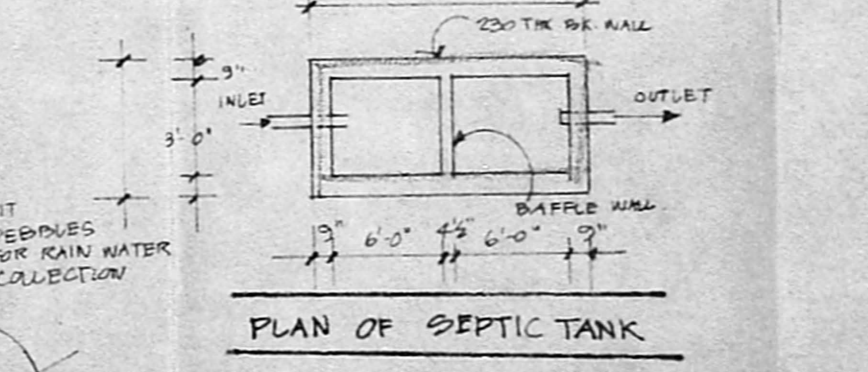 230 THK BK. WALL
9"
INLET
OUTLET
3'-0"
BAFFLE WALL
PEBBLES
FOR RAIN WATER
COLLECTION
9" 6'-0" 4½" 6'-0" 9"
PLAN OF SEPTIC TANK